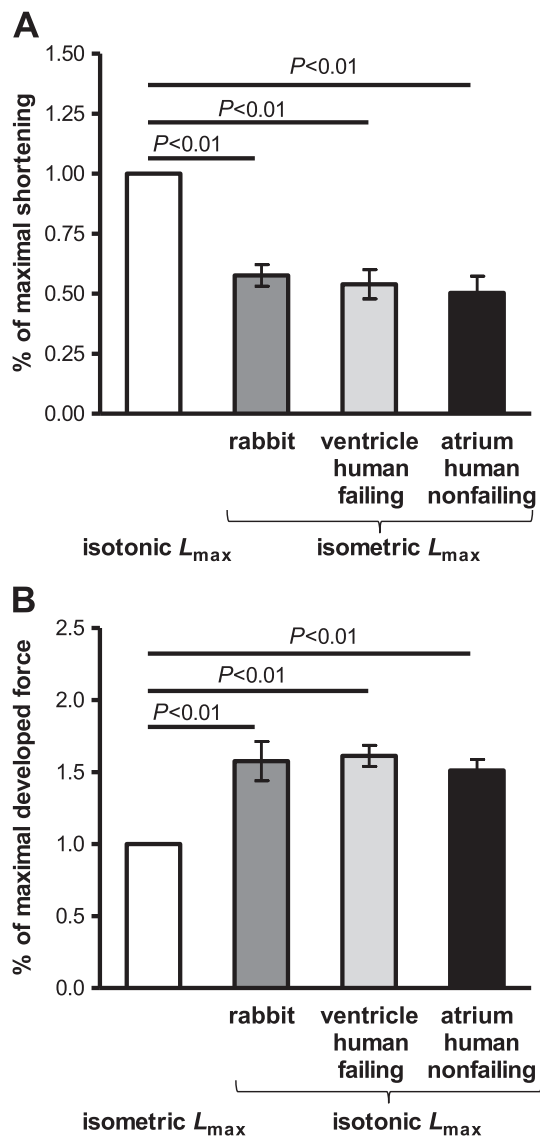 A
% of maximal shortening
1.50
1.25
1.00
0.75
0.50
0.25
0.00
P<0.01
P<0.01
P<0.01
rabbit
ventricle human failing
atrium human nonfailing
isotonic Lmax
isometric Lmax
B
% of maximal developed force
2.5
2.0
1.5
1.0
0.5
0.0
P<0.01
P<0.01
P<0.01
rabbit
ventricle human failing
atrium human nonfailing
isometric Lmax
isotonic Lmax